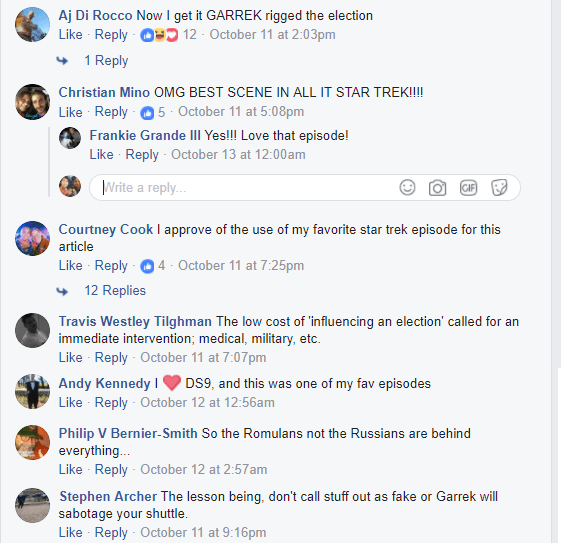 Aj Di Rocco Now I get it GARREK rigged the election
Like · Reply · 12 · October 11 at 2:03pm
1 Reply
Christian Mino OMG BEST SCENE IN ALL IT STAR TREK!!!!
Like · Reply · 5 · October 11 at 5:08pm
Frankie Grande III Yes!!! Love that episode!
Like · Reply · October 13 at 12:00am
Write a reply...
GIF
Courtney Cook I approve of the use of my favorite star trek episode for this
article
Like · Reply · 4 · October 11 at 7:25pm
12 Replies
Travis Westley Tilghman The low cost of 'influencing an election' called for an
immediate intervention; medical, military, etc.
Like · Reply · October 11 at 7:07pm
Andy Kennedy I ❤ DS9, and this was one of my fav episodes
Like · Reply · October 12 at 12:56am
Philip V Bernier-Smith So the Romulans not the Russians are behind
everything...
Like · Reply · October 12 at 2:57am
Stephen Archer The lesson being, don't call stuff out as fake or Garrek will
sabotage your shuttle.
Like · Reply · October 11 at 9:16pm